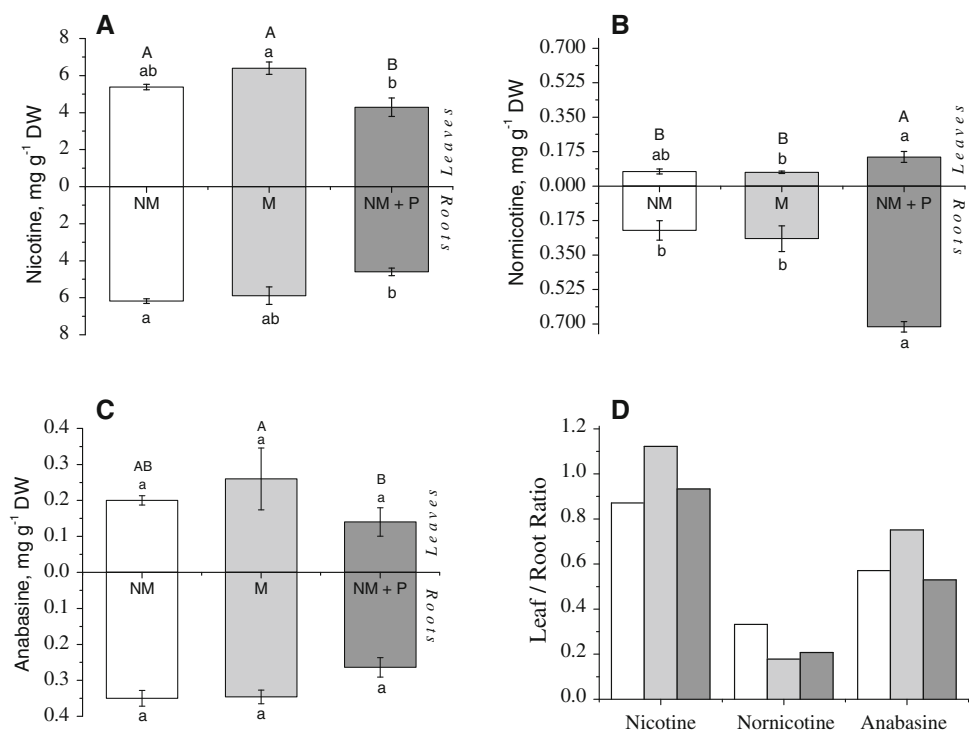 A
Nicotine, mg g⁻¹ DW
8
6
4
2
0
2
4
6
8
A
ab
A
a
B
b
NM
M
NM + P
a
ab
b
Leaves
Roots
B
Nornicotine, mg g⁻¹ DW
0.700
0.525
0.350
0.175
0.000
0.175
0.350
0.525
0.700
B
ab
B
b
A
a
NM
M
NM + P
b
b
a
Leaves
Roots
C
Anabasine, mg g⁻¹ DW
0.4
0.3
0.2
0.1
0.0
0.1
0.2
0.3
0.4
AB
a
A
a
B
a
NM
M
NM + P
a
a
a
Leaves
Roots
D
Leaf / Root Ratio
1.2
1.0
0.8
0.6
0.4
0.2
0.0
Nicotine
Nornicotine
Anabasine